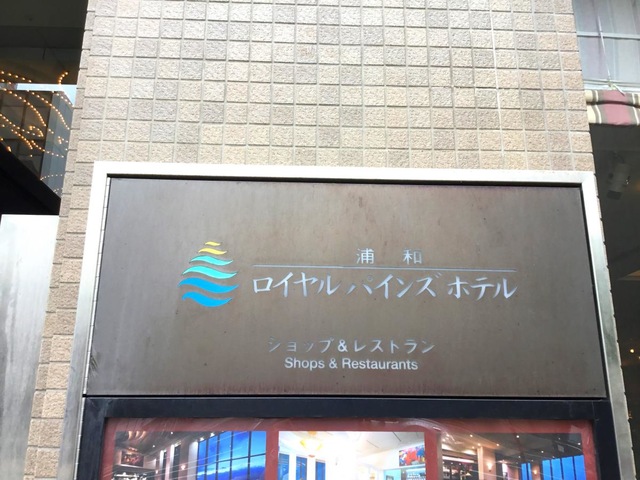 浦和
ロイヤルパインズホテル
ショップ&レストラン
Shops & Restaurants